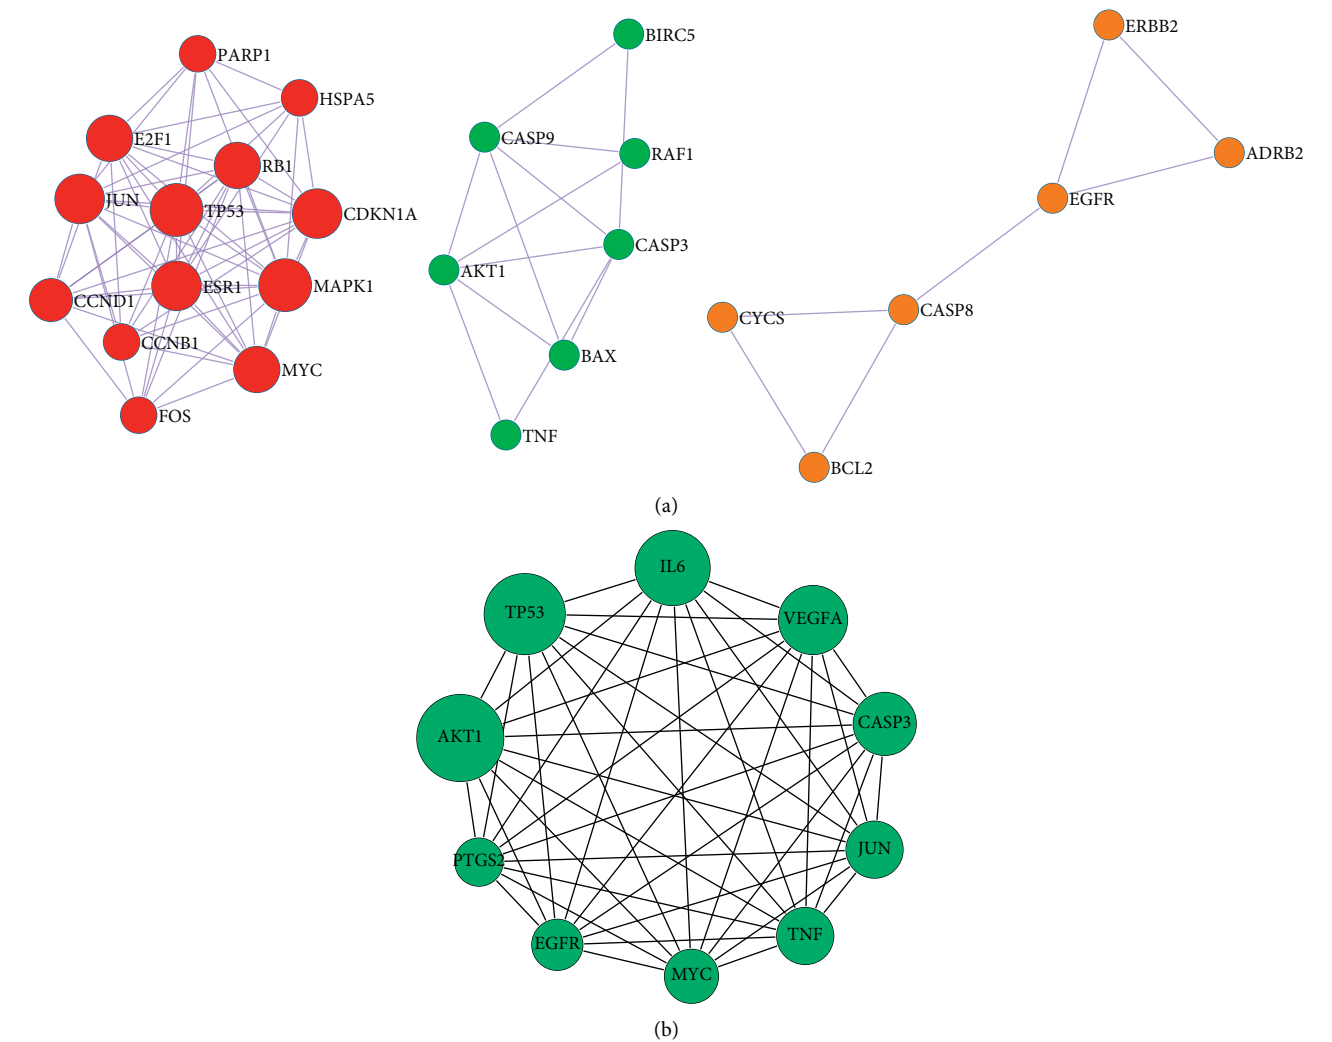 PARP1
HSPA5
E2F1
RB1
JUN
TP53
CDKN1A
ESR1
MAPK1
CCND1
CCNB1
MYC
FOS
BIRC5
CASP9
RAF1
CASP3
AKT1
BAX
TNF
ERBB2
ADRB2
EGFR
CASP8
CYCS
BCL2
(a)
IL6
TP53
VEGFA
CASP3
AKT1
JUN
PTGS2
TNF
EGFR
MYC
(b)